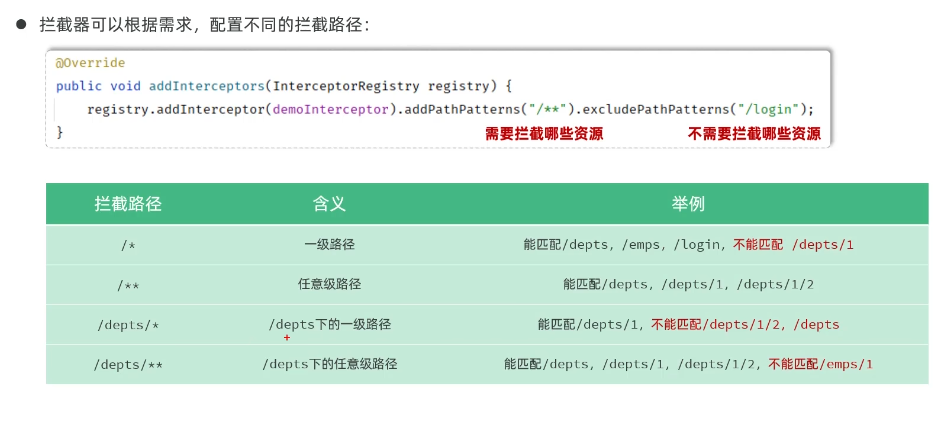 ● 拦截器可以根据需求，配置不同的拦截路径：
@Override
public void addInterceptors(InterceptorRegistry registry) {
registry.addInterceptor(demoInterceptor).addPathPatterns("/**").excludePathPatterns("/login");
}
需要拦截哪些资源 不需要拦截哪些资源
拦截路径 含义 举例
/* 一级路径 能匹配/depts，/emps，/login，不能匹配 /depts/1
/** 任意级路径 能匹配/depts，/depts/1，/depts/1/2
/depts/* /depts下的一级路径 能匹配/depts/1，不能匹配/depts/1/2，/depts
/depts/** /depts下的任意级路径 能匹配/depts，/depts/1，/depts/1/2，不能匹配/emps/1